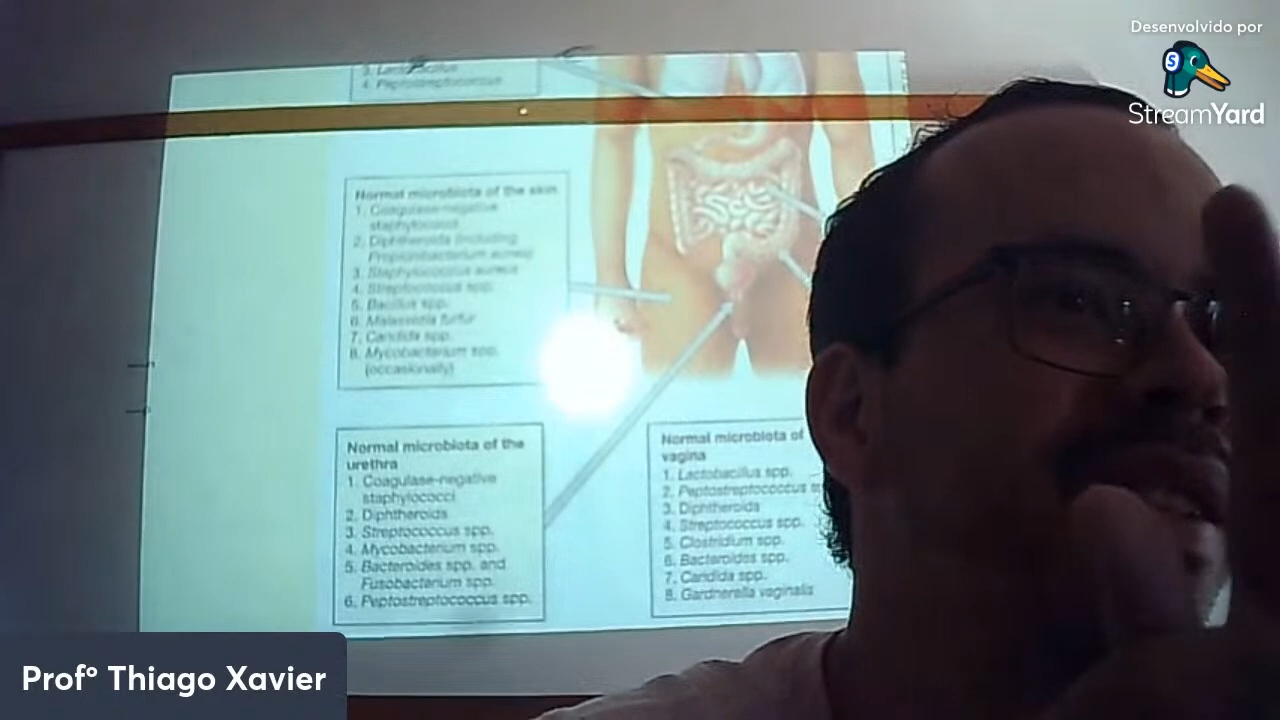 Desenvolvido por
StreamYard
3. Lactobacillus
4. Peptostreptococcus
Normal microbiota of the skin
1. Coagulase-negative
staphylococci
2. Diphtheroids (including
Propionibacterium acnes)
3. Staphylococcus aureus
4. Streptococcus spp.
5. Bacillus spp.
6. Malassezia furfur
7. Candida spp.
8. Mycobacterium spp.
(occasionally)
Normal microbiota of the
urethra
1. Coagulase-negative
staphylococci
2. Diphtheroids
3. Streptococcus spp.
4. Mycobacterium spp.
5. Bacteroides spp. and
Fusobacterium spp.
6. Peptostreptococcus spp.
Normal microbiota of
vagina
1. Lactobacillus spp.
2. Peptostreptococcus
3. Diphtheroids
4. Streptococcus spp.
5. Clostridium spp.
6. Bacteroides spp.
7. Candida spp.
8. Gardnerella vaginalis
Profº Thiago Xavier